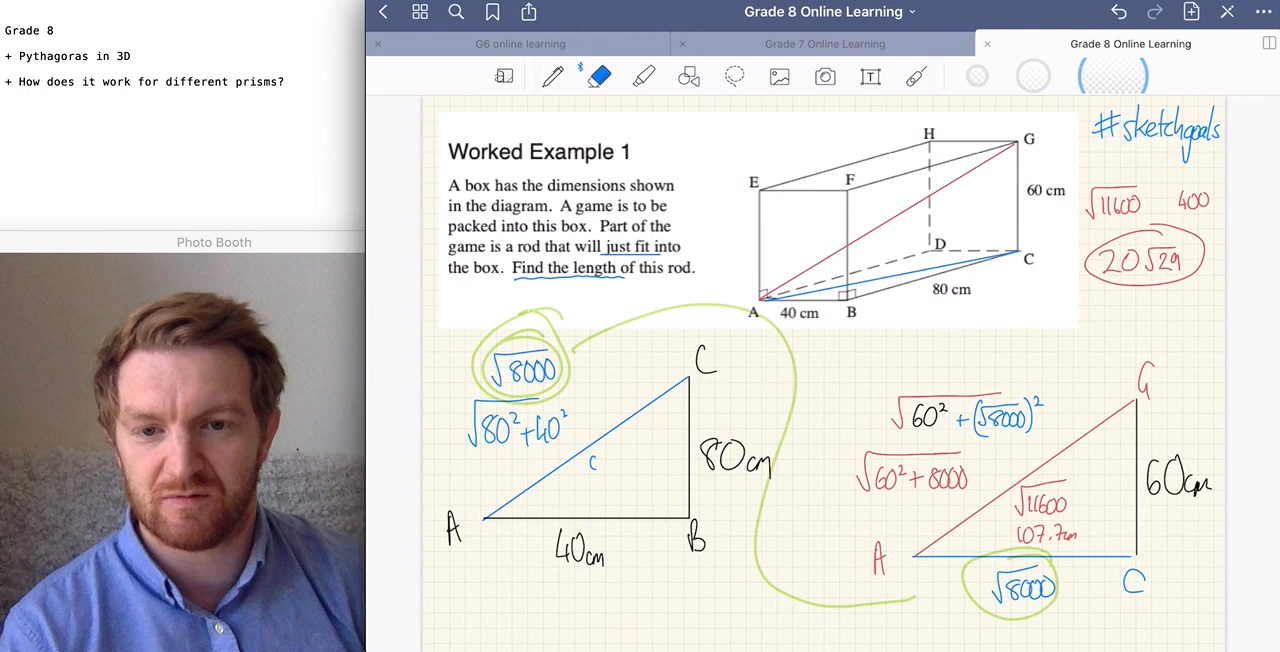 Grade 8
+ Pythagoras in 3D
+ How does it work for different prisms?
Photo Booth
Grade 8 Online Learning
G6 online learning
Grade 7 Online Learning
Grade 8 Online Learning
#sketchgoals
Worked Example 1
A box has the dimensions shown
in the diagram. A game is to be
packed into this box. Part of the
game is a rod that will just fit into
the box. Find the length of this rod.
H
G
E
F
60 cm
D
C
80 cm
A
40 cm
B
√11600
400
20√29
√8000
√80²+40²
C
c
80cm
A
40cm
B
G
√60²+(√8000)²
√60²+8000
60cm
√11600
107.7cm
A
√8000
C